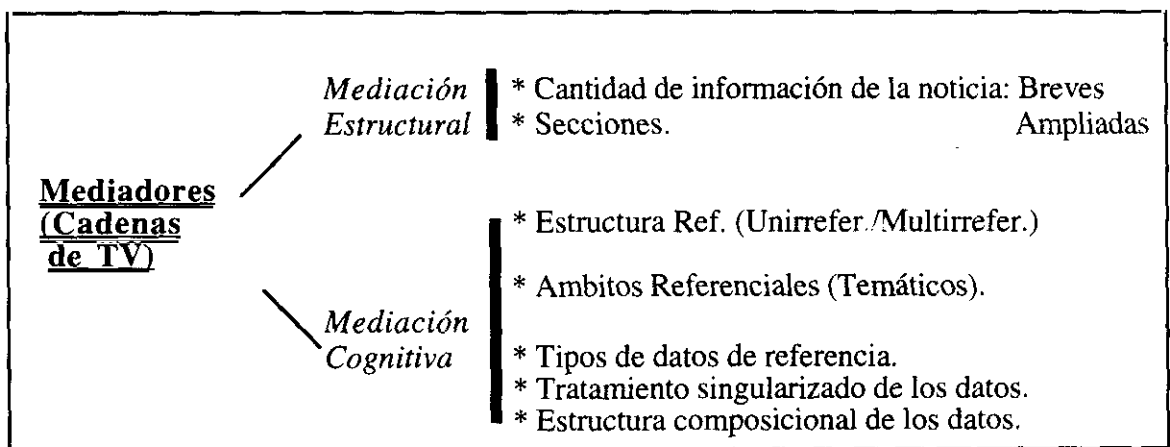 Mediación * Cantidad de información de la noticia: Breves
Estructural * Secciones. Ampliadas
Mediadores
(Cadenas
de TV)
* Estructura Ref. (Unirrefer./Multirrefer.)
* Ambitos Referenciales (Temáticos).
Mediación
Cognitiva
* Tipos de datos de referencia.
* Tratamiento singularizado de los datos.
* Estructura composicional de los datos.